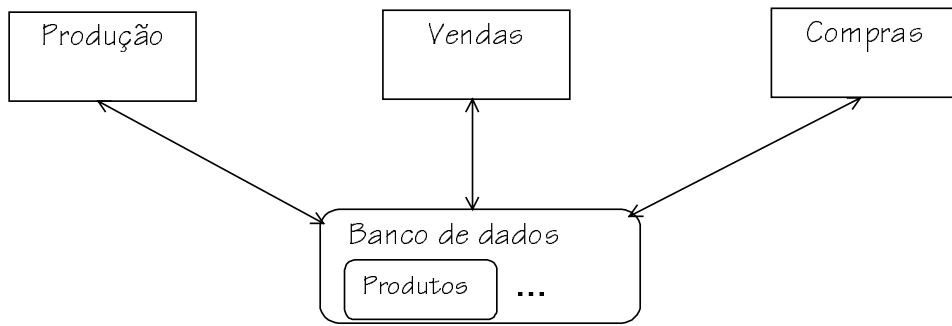 Produção
Vendas
Compras
Banco de dados
Produtos ...